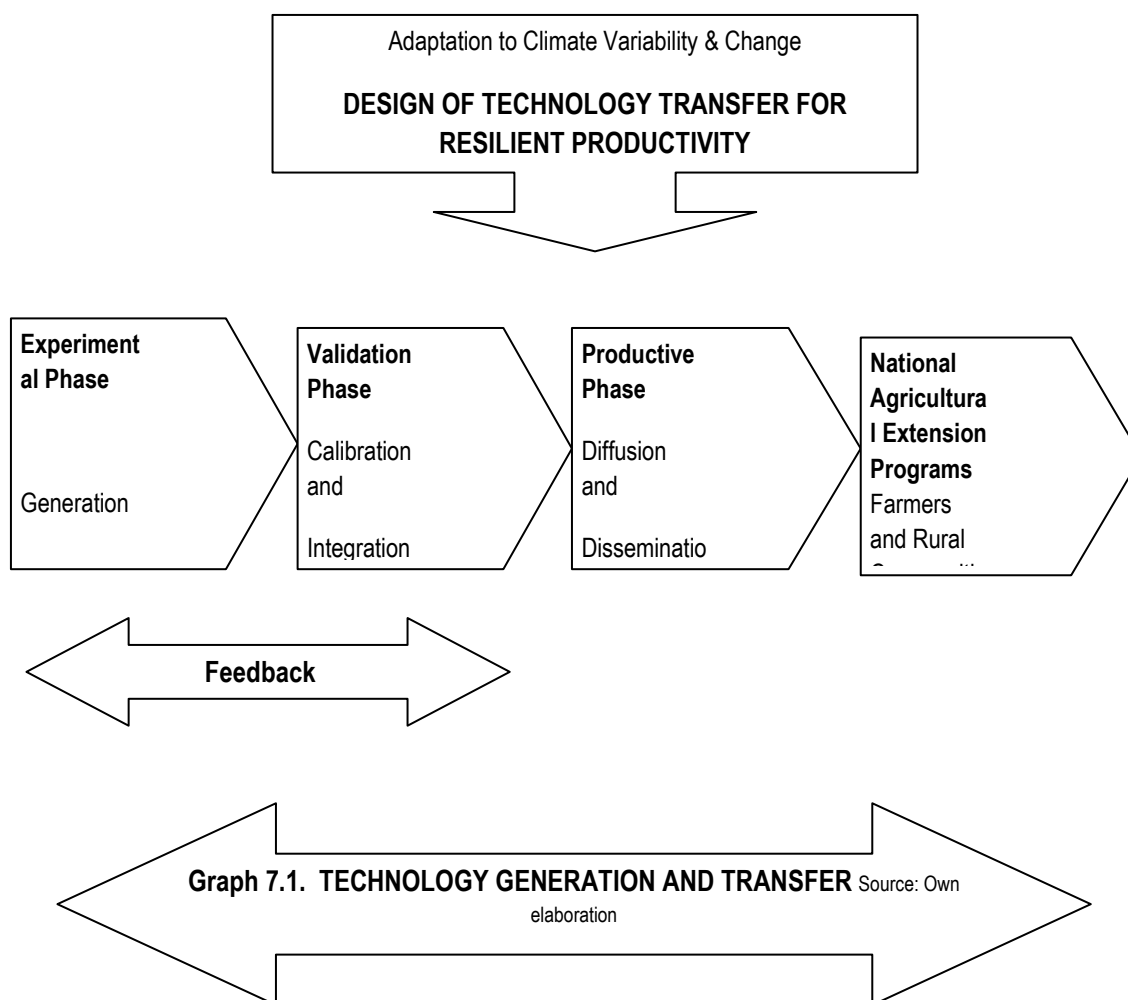 Adaptation to Climate Variability & Change
DESIGN OF TECHNOLOGY TRANSFER FOR
RESILIENT PRODUCTIVITY
Experiment
al Phase
Generation
Validation
Phase
Calibration
and
Integration
Productive
Phase
Diffusion
and
Disseminatio
National
Agricultura
l Extension
Programs
Farmers
and Rural
Feedback
Graph 7.1. TECHNOLOGY GENERATION AND TRANSFER Source: Own
elaboration